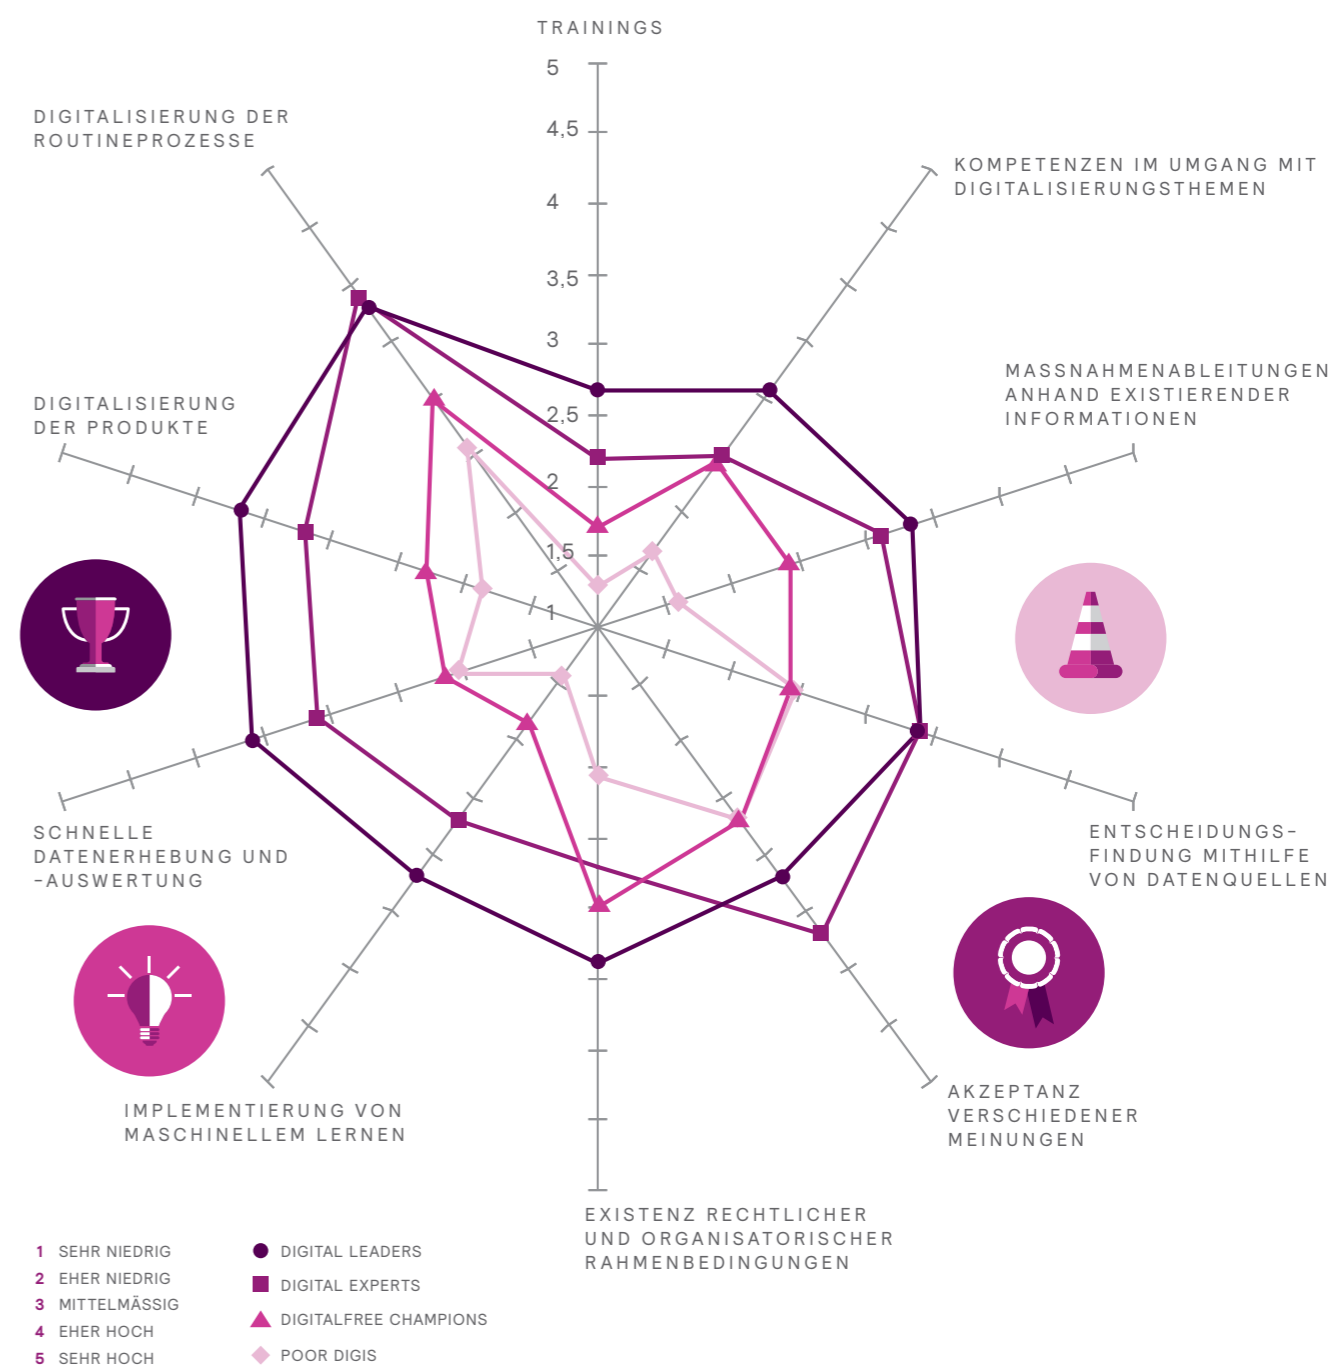 TRAININGS
5
4,5
4
3,5
3
2,5
2
1,5
1
DIGITALISIERUNG DER
ROUTINEPROZESSE
KOMPETENZEN IM UMGANG MIT
DIGITALISIERUNGSTHEMEN
MASSNAHMENABLEITUNGEN
ANHAND EXISTIERENDER
INFORMATIONEN
DIGITALISIERUNG
DER PRODUKTE
SCHNELLE
DATENERHEBUNG UND
-AUSWERTUNG
ENTSCHEIDUNGS-
FINDUNG MITHILFE
VON DATENQUELLEN
IMPLEMENTIERUNG VON
MASCHINELLEM LERNEN
AKZEPTANZ
VERSCHIEDENER
MEINUNGEN
EXISTENZ RECHTLICHER
UND ORGANISATORISCHER
RAHMENBEDINGUNGEN
1 SEHR NIEDRIG
2 EHER NIEDRIG
3 MITTELMÄSSIG
4 EHER HOCH
5 SEHR HOCH
DIGITAL LEADERS
DIGITAL EXPERTS
DIGITALFREE CHAMPIONS
POOR DIGIS